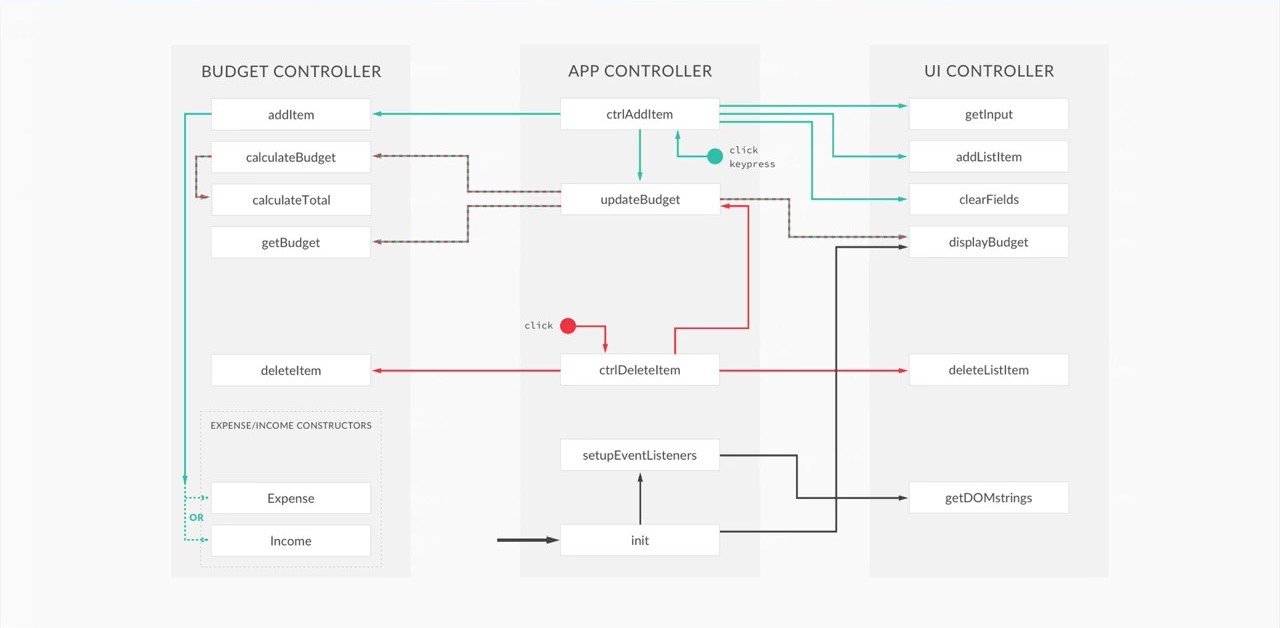 BUDGET CONTROLLER
addItem
calculateBudget
calculateTotal
getBudget
deleteItem
EXPENSE/INCOME CONSTRUCTORS
Expense
OR
Income
APP CONTROLLER
ctrlAddItem
click
keypress
updateBudget
click
ctrlDeleteItem
setupEventListeners
init
UI CONTROLLER
getInput
addListItem
clearFields
displayBudget
deleteListItem
getDOMstrings